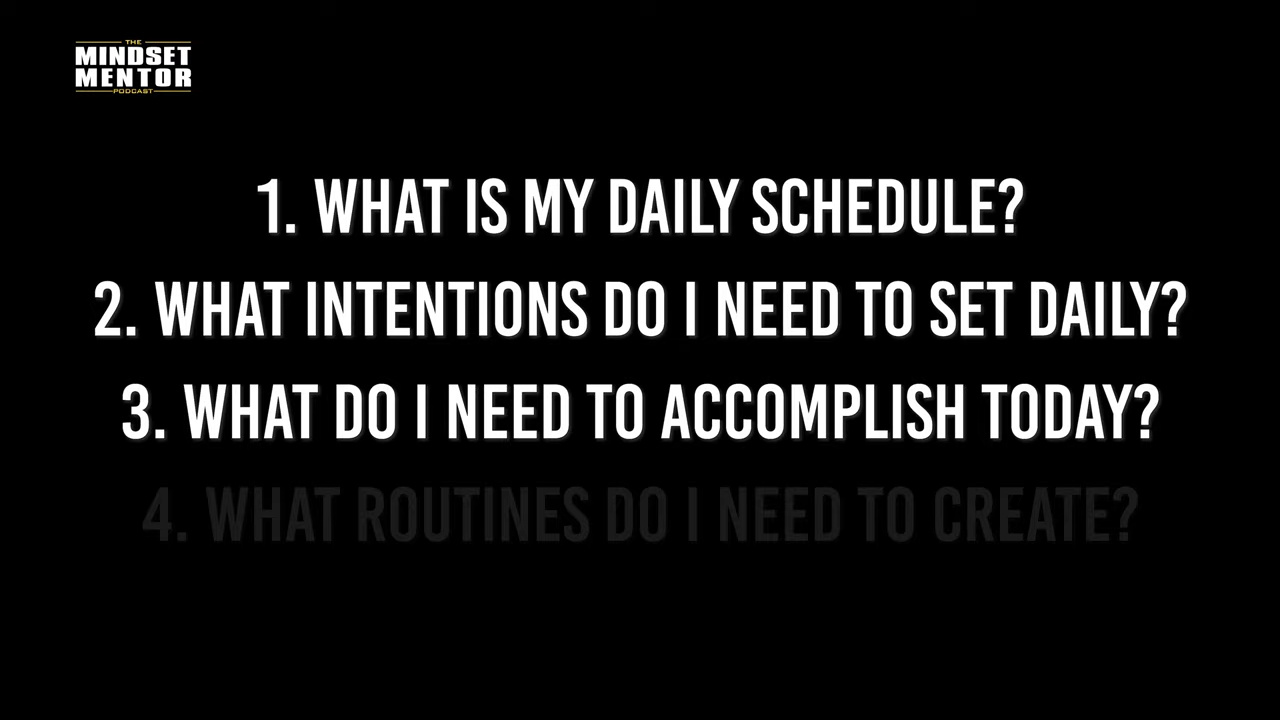 THE
MINDSET
MENTOR
PODCAST
1. WHAT IS MY DAILY SCHEDULE?
2. WHAT INTENTIONS DO I NEED TO SET DAILY?
3. WHAT DO I NEED TO ACCOMPLISH TODAY?
4. WHAT ROUTINES DO I NEED TO CREATE?